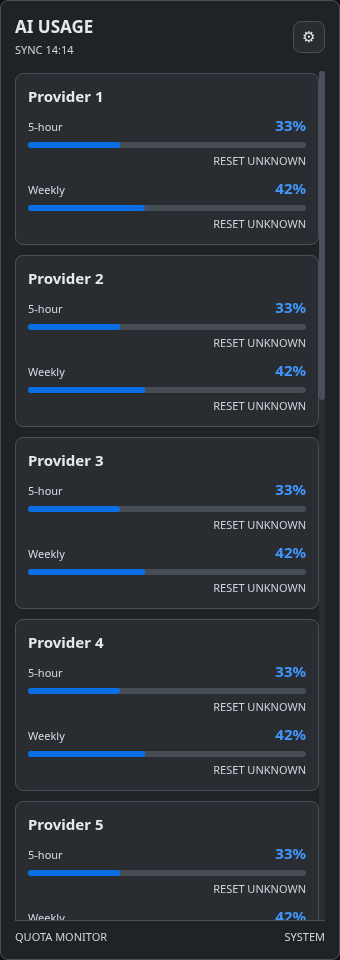 AI USAGE
SYNC 14:14
Provider 1
5-hour 33%
RESET UNKNOWN
Weekly 42%
RESET UNKNOWN
Provider 2
5-hour 33%
RESET UNKNOWN
Weekly 42%
RESET UNKNOWN
Provider 3
5-hour 33%
RESET UNKNOWN
Weekly 42%
RESET UNKNOWN
Provider 4
5-hour 33%
RESET UNKNOWN
Weekly 42%
RESET UNKNOWN
Provider 5
5-hour 33%
RESET UNKNOWN
Weekly 42%
QUOTA MONITOR SYSTEM